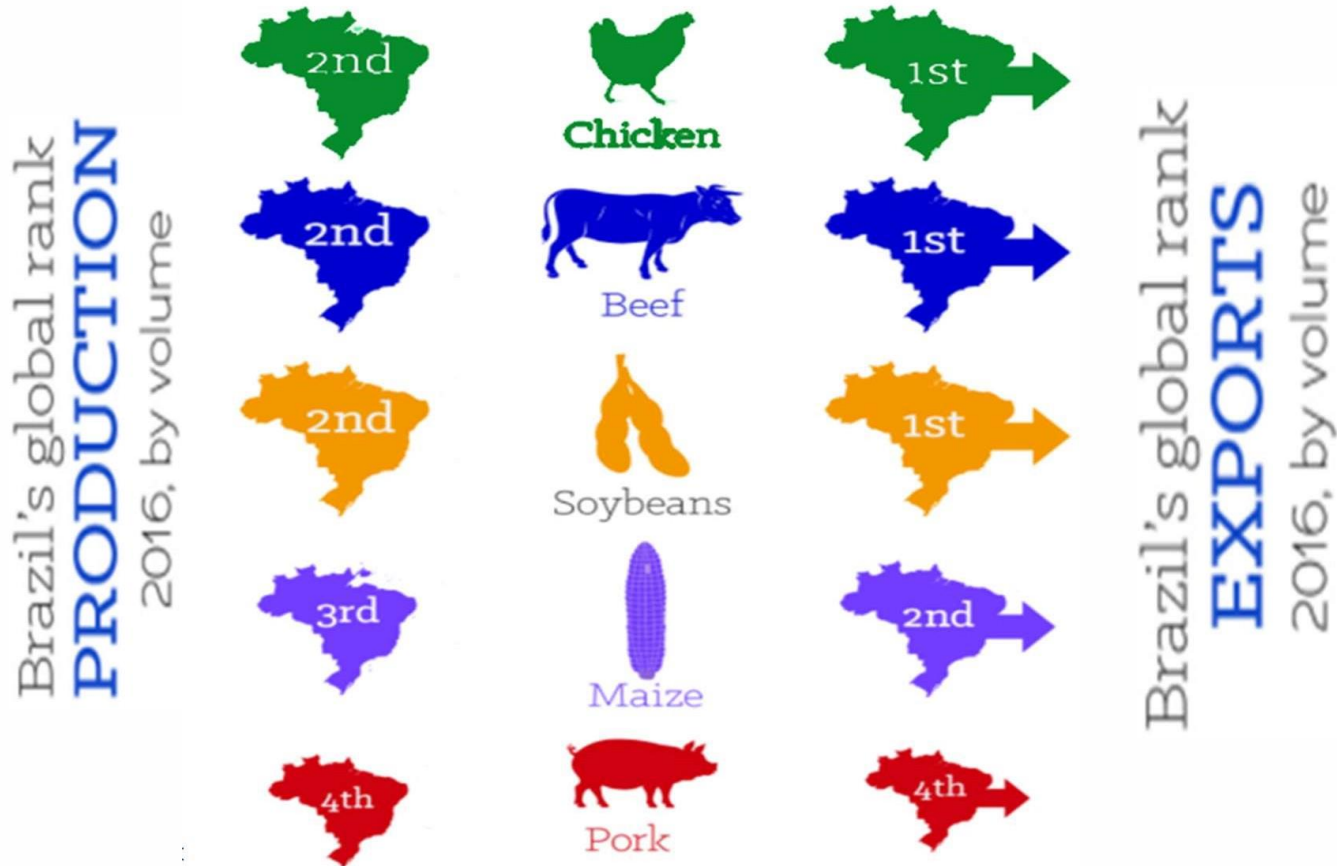 Brazil's global rank
PRODUCTION
2016, by volume
2nd
Chicken
1st
2nd
Beef
1st
2nd
Soybeans
1st
3rd
Maize
2nd
4th
Pork
4th
Brazil's global rank
EXPORTS
2016, by volume